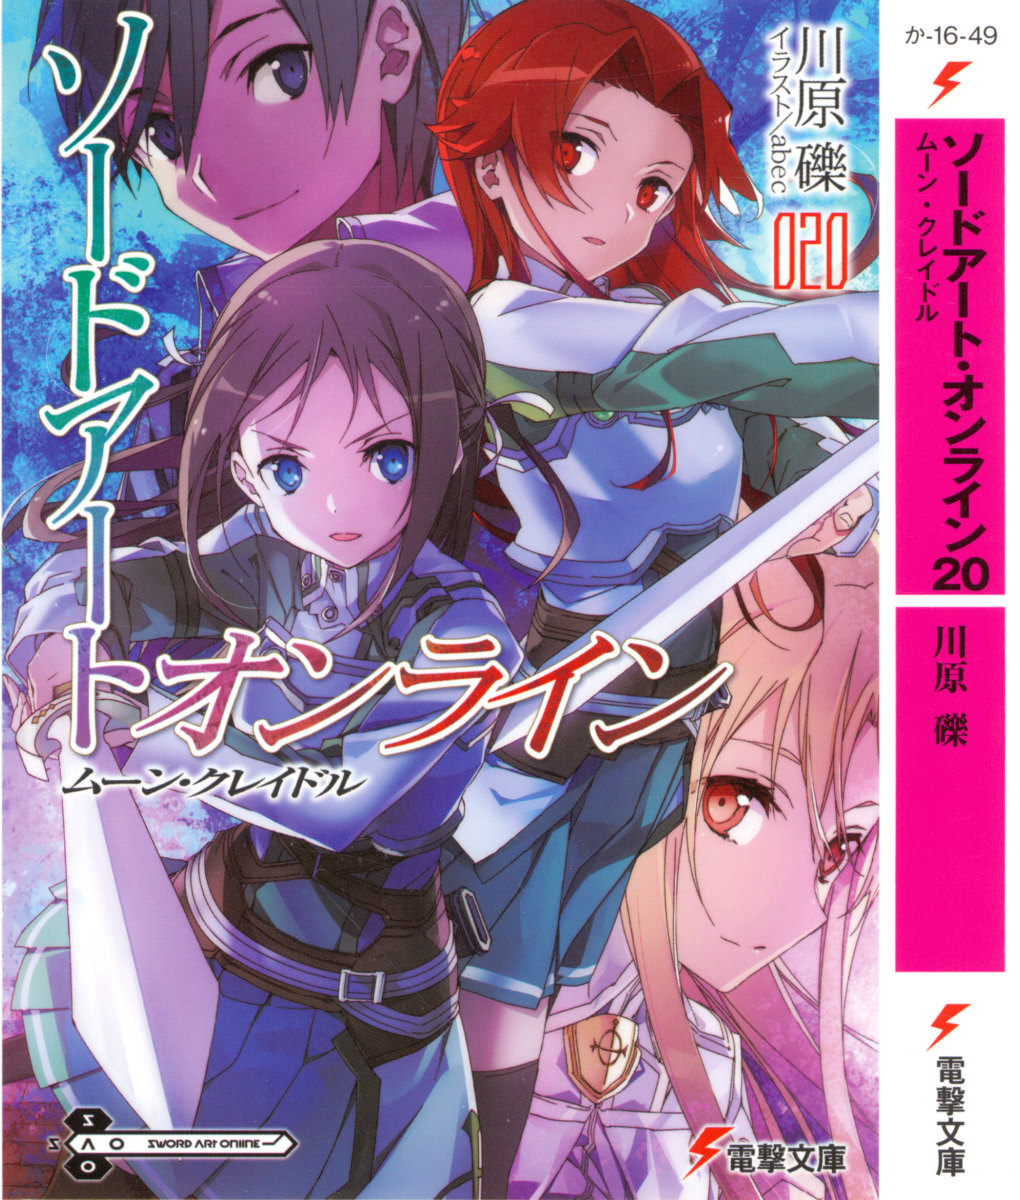 ソードアート
オンライン
ムーン・クレイドル
川原 礫
イラスト/abec
020
SAO
SAO
SWORD ART ONLINE
電撃文庫
か-16-49
ソードアート・オンライン20
ムーン・クレイドル
川原 礫
電撃文庫